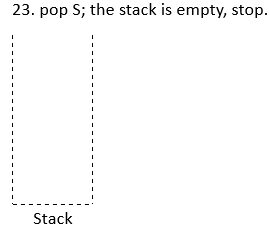 23. pop S; the stack is empty, stop.
Stack